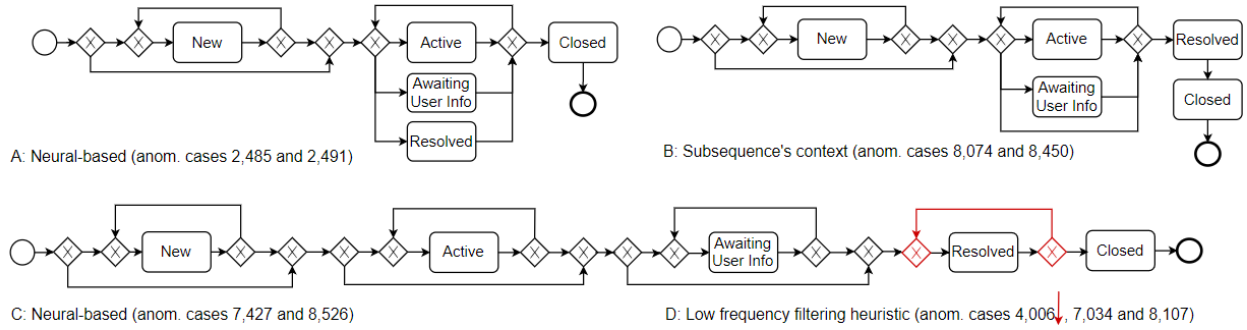 New
Active
Closed
Awaiting
User Info
Resolved
A: Neural-based (anom. cases 2,485 and 2,491)
New
Active
Resolved
Awaiting
User Info
Closed
B: Subsequence's context (anom. cases 8,074 and 8,450)
New
Active
Awaiting
User Info
Resolved
Closed
C: Neural-based (anom. cases 7,427 and 8,526)
D: Low frequency filtering heuristic (anom. cases 4,006, 7,034 and 8,107)